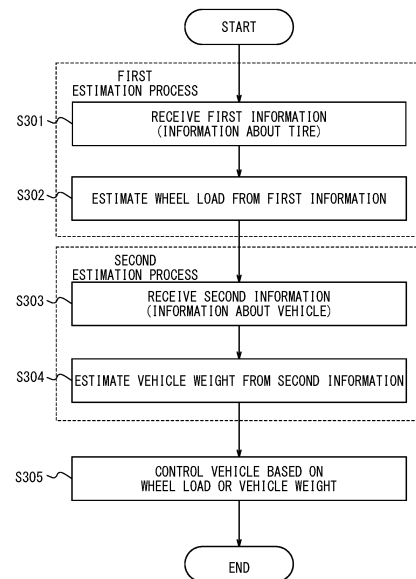 START
FIRST
ESTIMATION PROCESS
S301
RECEIVE FIRST INFORMATION
(INFORMATION ABOUT TIRE)
S302
ESTIMATE WHEEL LOAD FROM FIRST INFORMATION
SECOND
ESTIMATION PROCESS
S303
RECEIVE SECOND INFORMATION
(INFORMATION ABOUT VEHICLE)
S304
ESTIMATE VEHICLE WEIGHT FROM SECOND INFORMATION
S305
CONTROL VEHICLE BASED ON
WHEEL LOAD OR VEHICLE WEIGHT
END